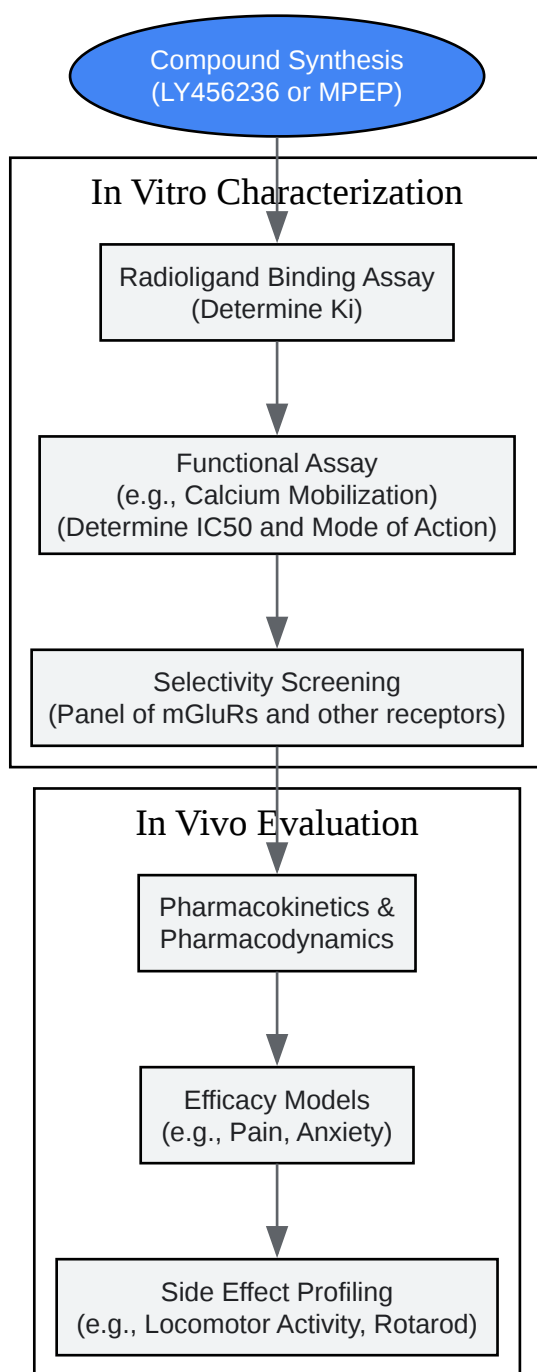 Compound Synthesis
(LY456236 or MPEP)
In Vitro Characterization
Radioligand Binding Assay
(Determine Ki)
Functional Assay
(e.g., Calcium Mobilization)
(Determine IC50 and Mode of Action)
Selectivity Screening
(Panel of mGluRs and other receptors)
In Vivo Evaluation
Pharmacokinetics &
Pharmacodynamics
Efficacy Models
(e.g., Pain, Anxiety)
Side Effect Profiling
(e.g., Locomotor Activity, Rotarod)